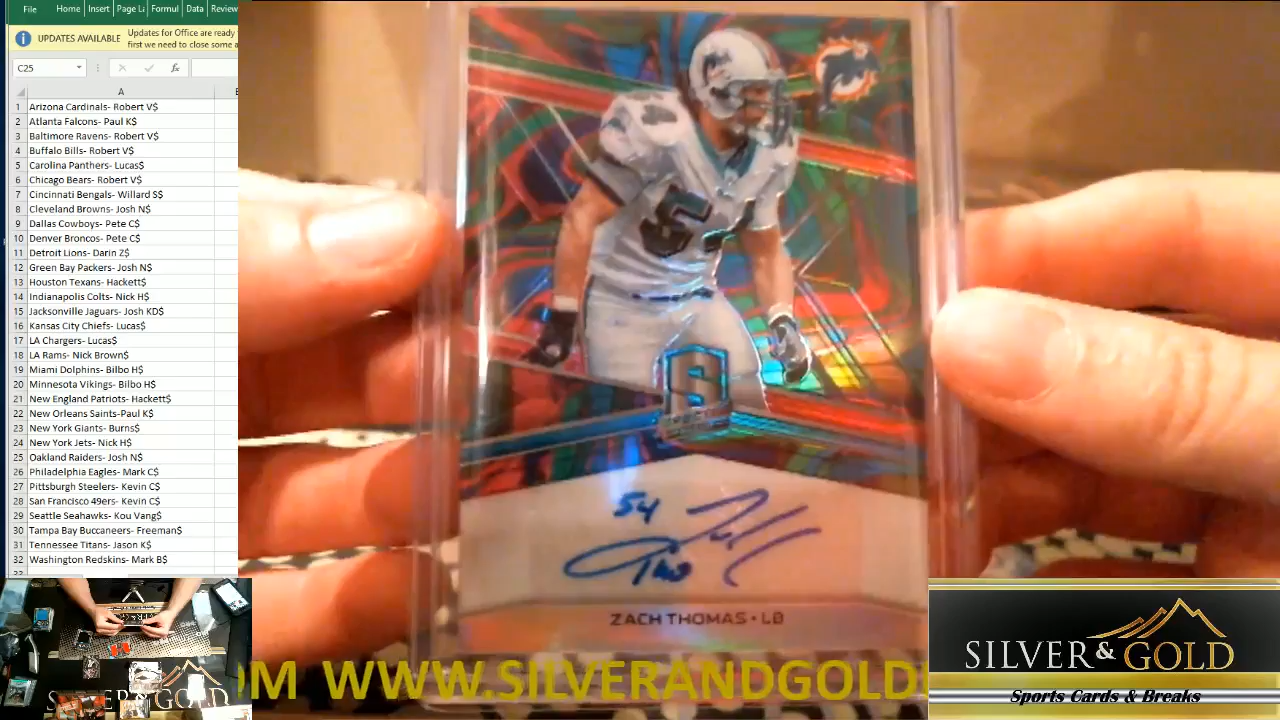 File Home Insert Page La Formul Data Review
UPDATES AVAILABLE Updates for Office are ready
first we need to close some a
C25
fx
A
1 Arizona Cardinals- Robert V$
2 Atlanta Falcons- Paul K$
3 Baltimore Ravens- Robert V$
4 Buffalo Bills- Robert V$
5 Carolina Panthers- Lucas$
6 Chicago Bears- Robert V$
7 Cincinnati Bengals- Willard S$
8 Cleveland Browns- Josh N$
9 Dallas Cowboys- Pete C$
10 Denver Broncos- Pete C$
11 Detroit Lions- Darin Z$
12 Green Bay Packers- Josh N$
13 Houston Texans- Hackett$
14 Indianapolis Colts- Nick H$
15 Jacksonville Jaguars- Josh KD$
16 Kansas City Chiefs- Lucas$
17 LA Chargers- Lucas$
18 LA Rams- Nick Brown$
19 Miami Dolphins- Bilbo H$
20 Minnesota Vikings- Bilbo H$
21 New England Patriots- Hackett$
22 New Orleans Saints-Paul K$
23 New York Giants- Burns$
24 New York Jets- Nick H$
25 Oakland Raiders- Josh N$
26 Philadelphia Eagles- Mark C$
27 Pittsburgh Steelers- Kevin C$
28 San Francisco 49ers- Kevin C$
29 Seattle Seahawks- Kou Vang$
30 Tampa Bay Buccaneers- Freeman$
31 Tennessee Titans- Jason K$
32 Washington Redskins- Mark B$
S
54
ZACH THOMAS • LB
OM WWW.SILVERANDGOLD
SILVER & GOLD
Sports Cards & Breaks